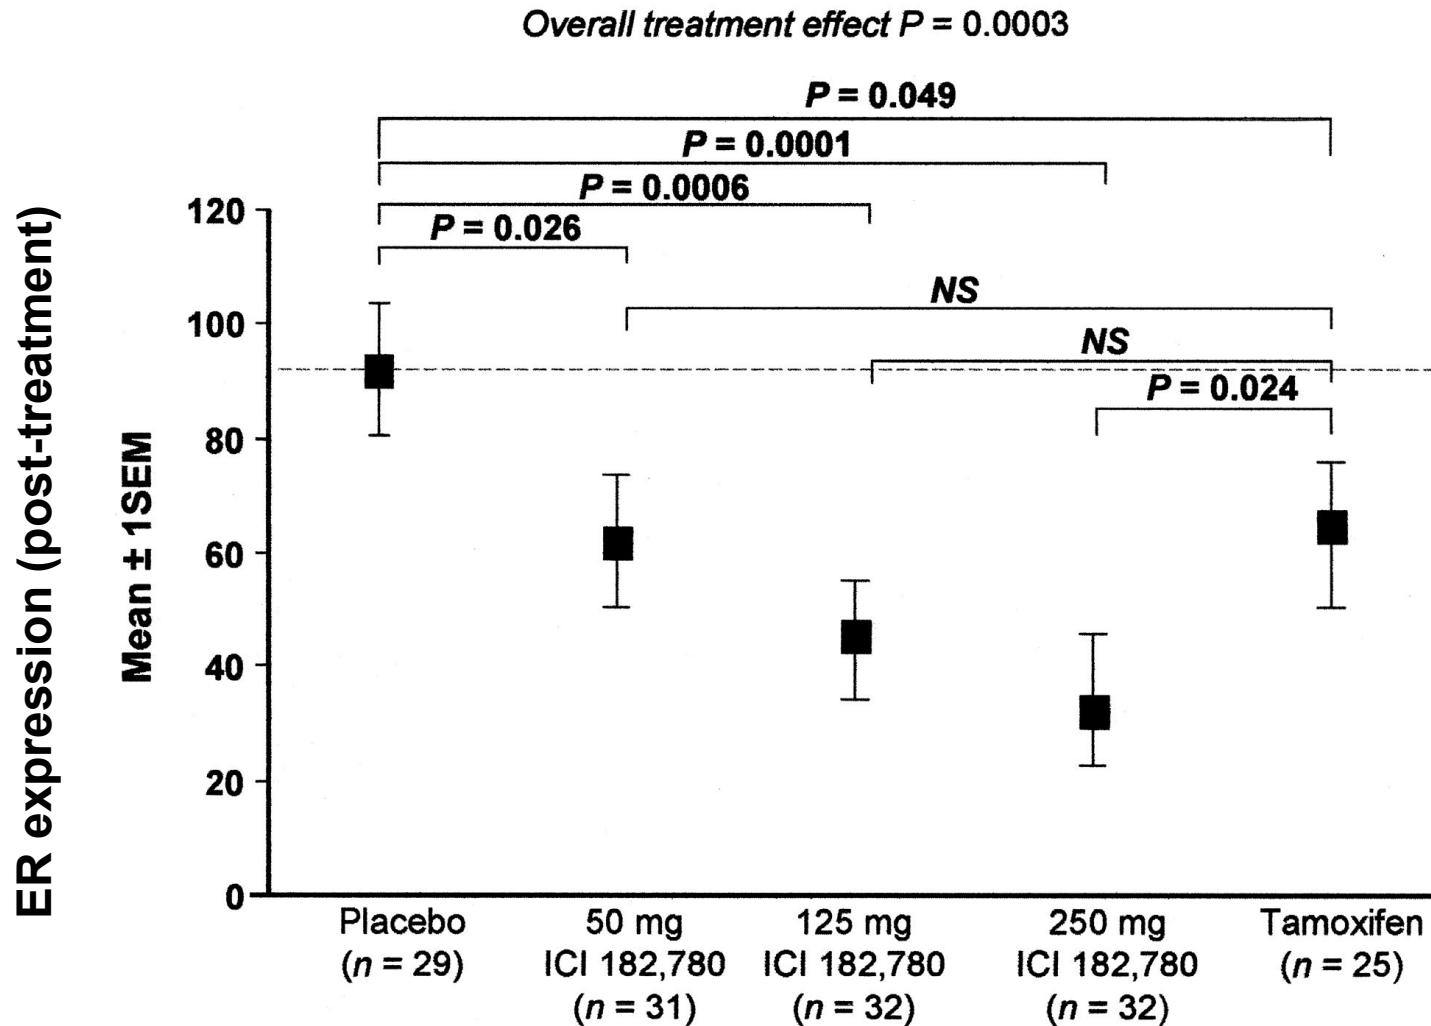 Overall treatment effect P = 0.0003
P = 0.049
P = 0.0001
P = 0.0006
P = 0.026
NS
NS
P = 0.024
ER expression (post-treatment)
Mean ± 1SEM
120
100
80
60
40
20
0
Placebo
(n = 29)
50 mg
ICI 182,780
(n = 31)
125 mg
ICI 182,780
(n = 32)
250 mg
ICI 182,780
(n = 32)
Tamoxifen
(n = 25)